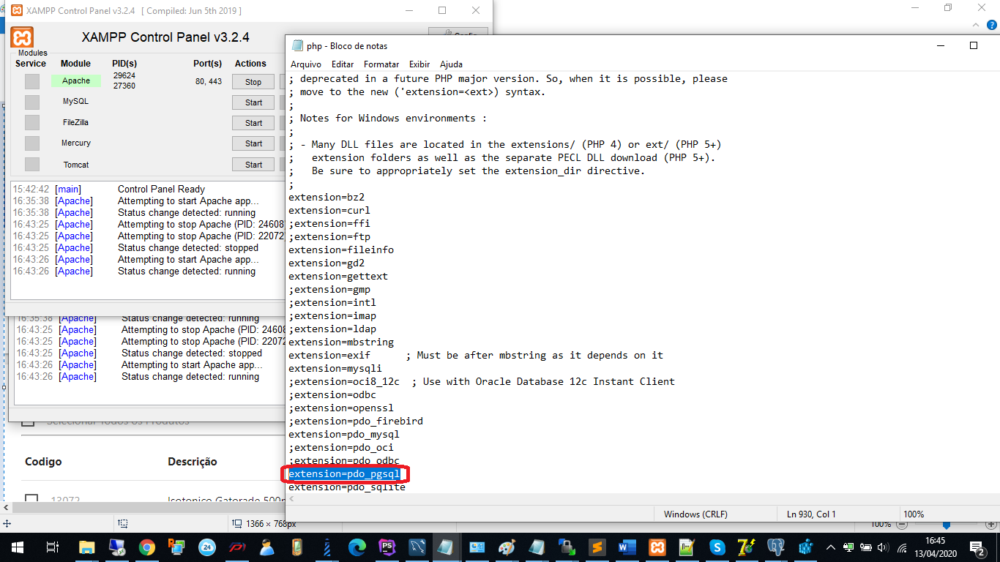 XAMPP Control Panel v3.2.4 [ Compiled: Jun 5th 2019 ]
XAMPP Control Panel v3.2.4
Modules
Service Module PID(s) Port(s) Actions
Apache 29624 27360 80, 443 Stop
MySQL Start
FileZilla Start
Mercury Start
Tomcat Start
15:42:42 [main] Control Panel Ready
16:35:38 [Apache] Attempting to start Apache app...
16:35:38 [Apache] Status change detected: running
16:43:25 [Apache] Attempting to stop Apache (PID: 24608
16:43:25 [Apache] Attempting to stop Apache (PID: 22072
16:43:25 [Apache] Status change detected: stopped
16:43:26 [Apache] Attempting to start Apache app...
16:43:26 [Apache] Status change detected: running
16:35:38 [Apache] Status change detected: running
16:43:25 [Apache] Attempting to stop Apache (PID: 24608
16:43:25 [Apache] Attempting to stop Apache (PID: 22072
16:43:25 [Apache] Status change detected: stopped
16:43:26 [Apache] Attempting to start Apache app...
16:43:26 [Apache] Status change detected: running
Selecionar Todos os Produtos
Codigo Descrição
13072 Isotonico Gatorade 500
1366 × 768px
php - Bloco de notas
Arquivo Editar Formatar Exibir Ajuda
; deprecated in a future PHP major version. So, when it is possible, please
; move to the new ('extension=<ext>) syntax.
;
; Notes for Windows environments :
;
; - Many DLL files are located in the extensions/ (PHP 4) or ext/ (PHP 5+)
;   extension folders as well as the separate PECL DLL download (PHP 5+).
;   Be sure to appropriately set the extension_dir directive.
;
extension=bz2
extension=curl
;extension=ffi
;extension=ftp
extension=fileinfo
extension=gd2
extension=gettext
;extension=gmp
;extension=intl
;extension=imap
;extension=ldap
extension=mbstring
extension=exif      ; Must be after mbstring as it depends on it
extension=mysqli
;extension=oci8_12c  ; Use with Oracle Database 12c Instant Client
;extension=odbc
;extension=openssl
;extension=pdo_firebird
extension=pdo_mysql
;extension=pdo_oci
;extension=pdo_odbc
extension=pdo_pgsql
extension=pdo_sqlite
Windows (CRLF) Ln 930, Col 1 100%
100%
16:45
13/04/2020
2